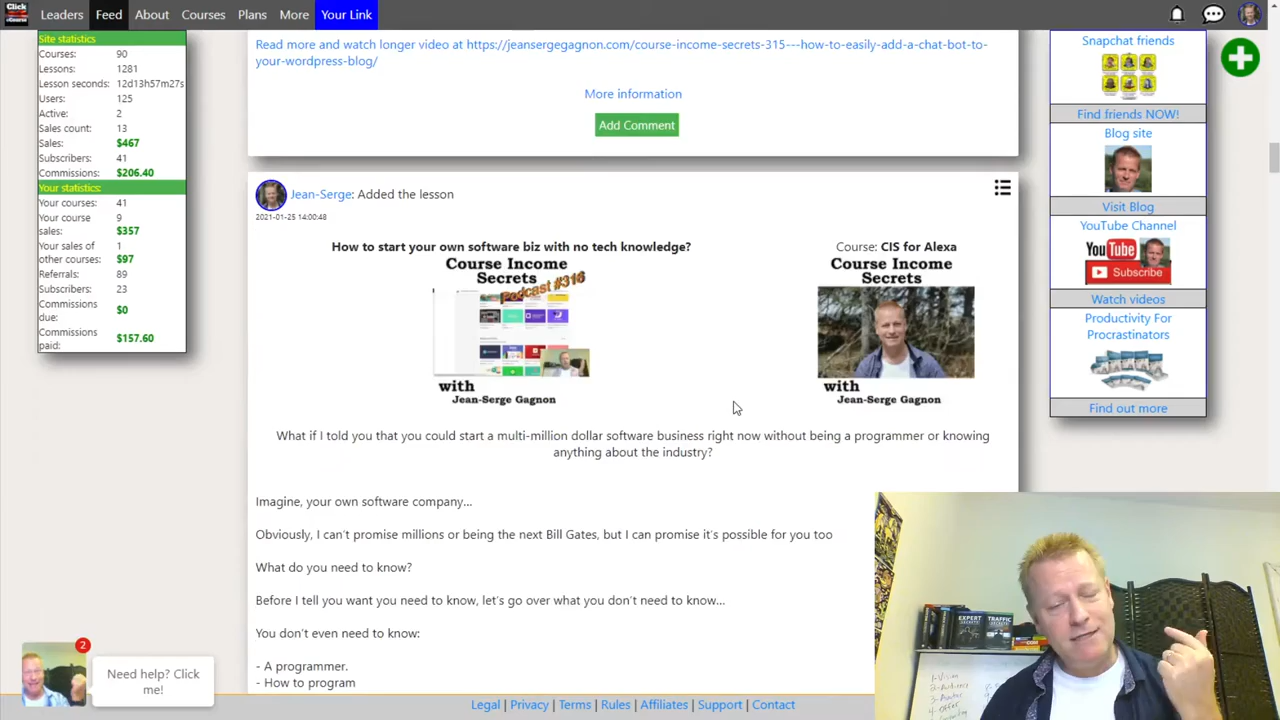 Click
eCourse
Leaders
Feed
About
Courses
Plans
More
Your Link
Site statistics
Courses: 90
Lessons: 1281
Lesson seconds: 12d13h57m27s
Users: 125
Active: 2
Sales count: 13
Sales: $467
Subscribers: 41
Commissions: $206.40
Your statistics:
Your courses: 41
Your course sales: 9
$357
Your sales of other courses: 1
$97
Referrals: 89
Subscribers: 23
Commissions due: $0
Commissions paid: $157.60
Read more and watch longer video at https://jeansergegagnon.com/course-income-secrets-315---how-to-easily-add-a-chat-bot-to-
your-wordpress-blog/
More information
Add Comment
Jean-Serge: Added the lesson
2021-01-25 14:00:48
How to start your own software biz with no tech knowledge?
Course Income
Secrets
Podcast #316
with
Jean-Serge Gagnon
Course: CIS for Alexa
Course Income
Secrets
with
Jean-Serge Gagnon
What if I told you that you could start a multi-million dollar software business right now without being a programmer or knowing
anything about the industry?
Imagine, your own software company...
Obviously, I can't promise millions or being the next Bill Gates, but I can promise it's possible for you too
What do you need to know?
Before I tell you want you need to know, let's go over what you don't need to know...
You don't even need to know:
- A programmer.
- How to program
Snapchat friends
Find friends NOW!
Blog site
Visit Blog
YouTube Channel
YouTube
Subscribe
Watch videos
Productivity For
Procrastinators
Find out more
2
Need help? Click
me!
EXPERT
SECRETS
TRAFFIC
SECRETS
Legal | Privacy | Terms | Rules | Affiliates | Support | Contact